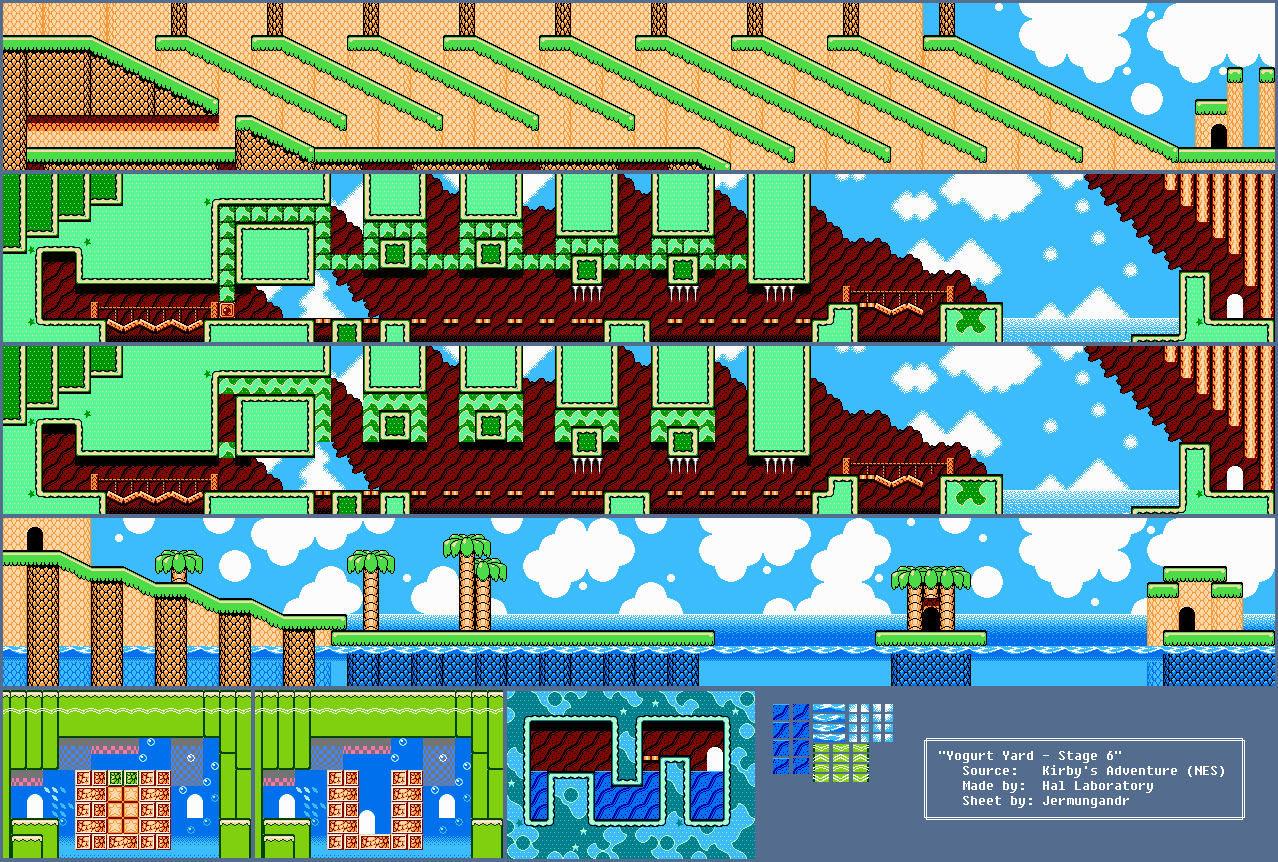 "Yogurt Yard - Stage 6"
Source: Kirby's Adventure (NES)
Made by: Hal Laboratory
Sheet by: Jermungandr